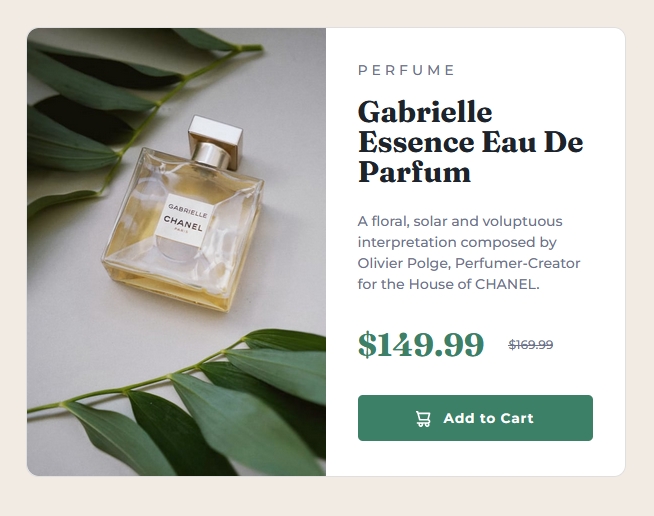 GABRIELLE
CHANEL
PARIS
PERFUME
Gabrielle
Essence Eau De
Parfum
A floral, solar and voluptuous
interpretation composed by
Olivier Polge, Perfumer-Creator
for the House of CHANEL.
$149.99 $169.99
Add to Cart